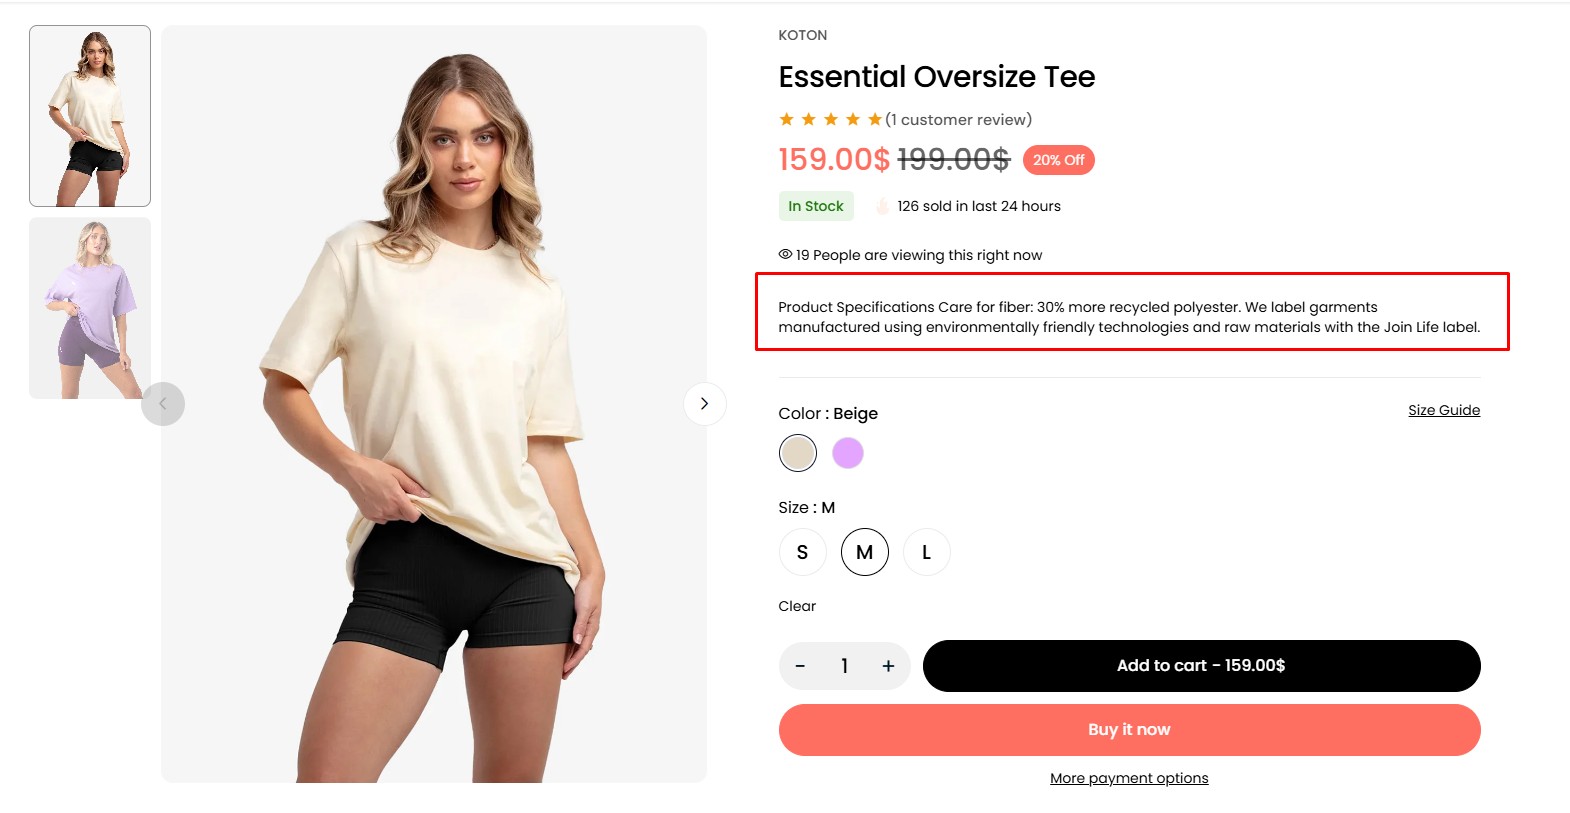 KOTON
Essential Oversize Tee
(1 customer review)
159.00$ 199.00$ 20% Off
In Stock 126 sold in last 24 hours
19 People are viewing this right now
Product Specifications Care for fiber: 30% more recycled polyester. We label garments
manufactured using environmentally friendly technologies and raw materials with the Join Life label.
Color : Beige
Size Guide
Size : M
S M L
Clear
- 1 +
Add to cart - 159.00$
Buy it now
More payment options